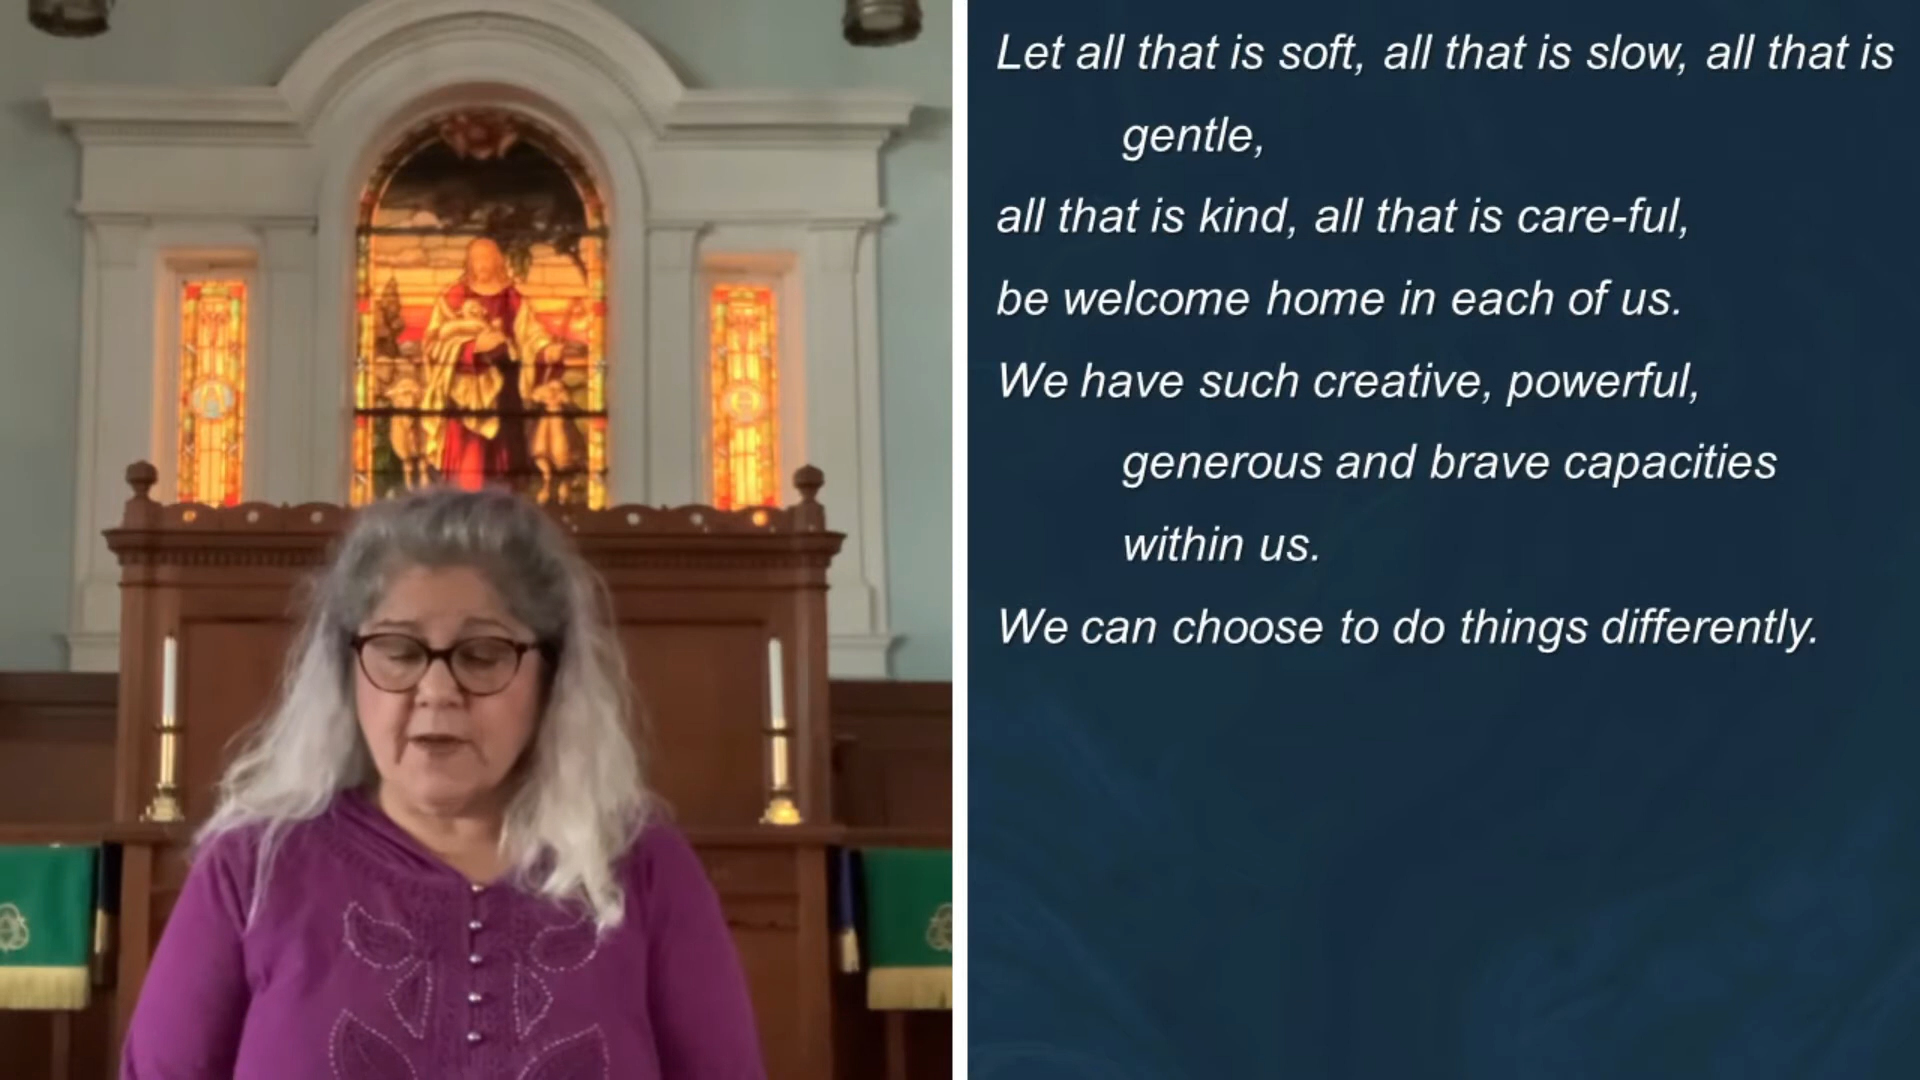 Let all that is soft, all that is slow, all that is
gentle,
all that is kind, all that is care-ful,
be welcome home in each of us.
We have such creative, powerful,
generous and brave capacities
within us.
We can choose to do things differently.